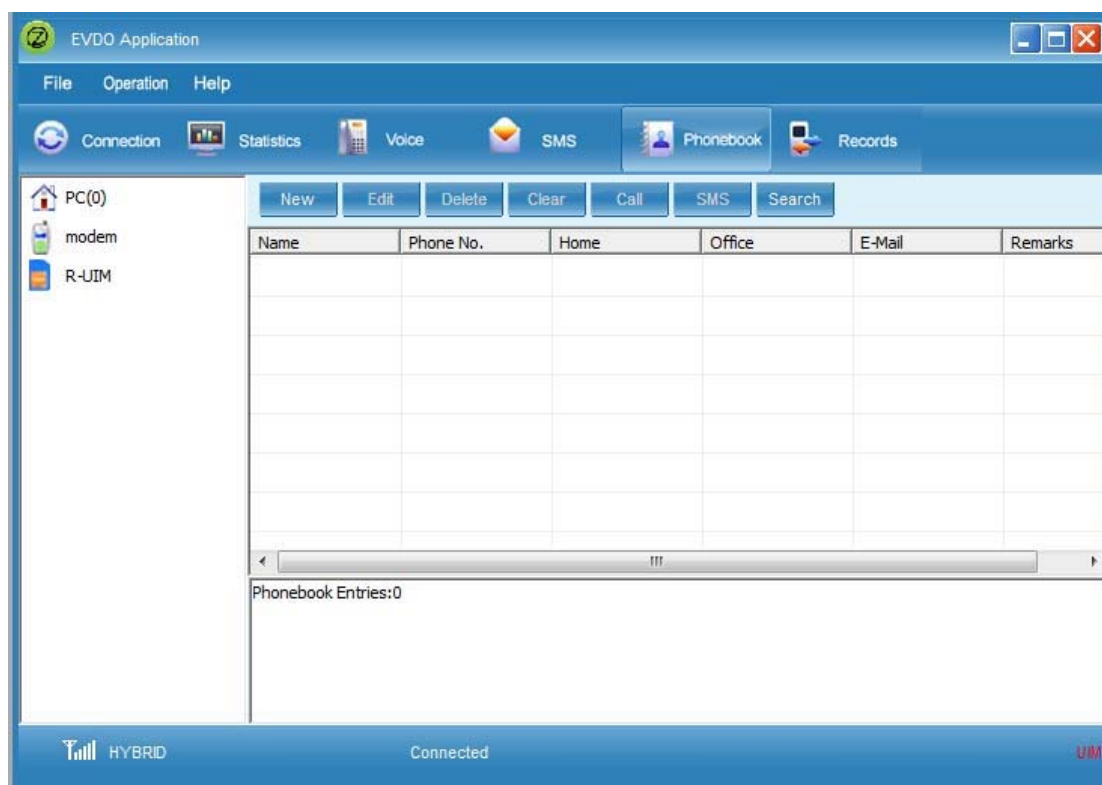 EVDO Application
File Operation Help
Connection Statistics Voice SMS Phonebook Records
PC(0)
modem
R-UIM
New Edit Delete Clear Call SMS Search
Name Phone No. Home Office E-Mail Remarks
Phonebook Entries:0
HYBRID Connected UIM